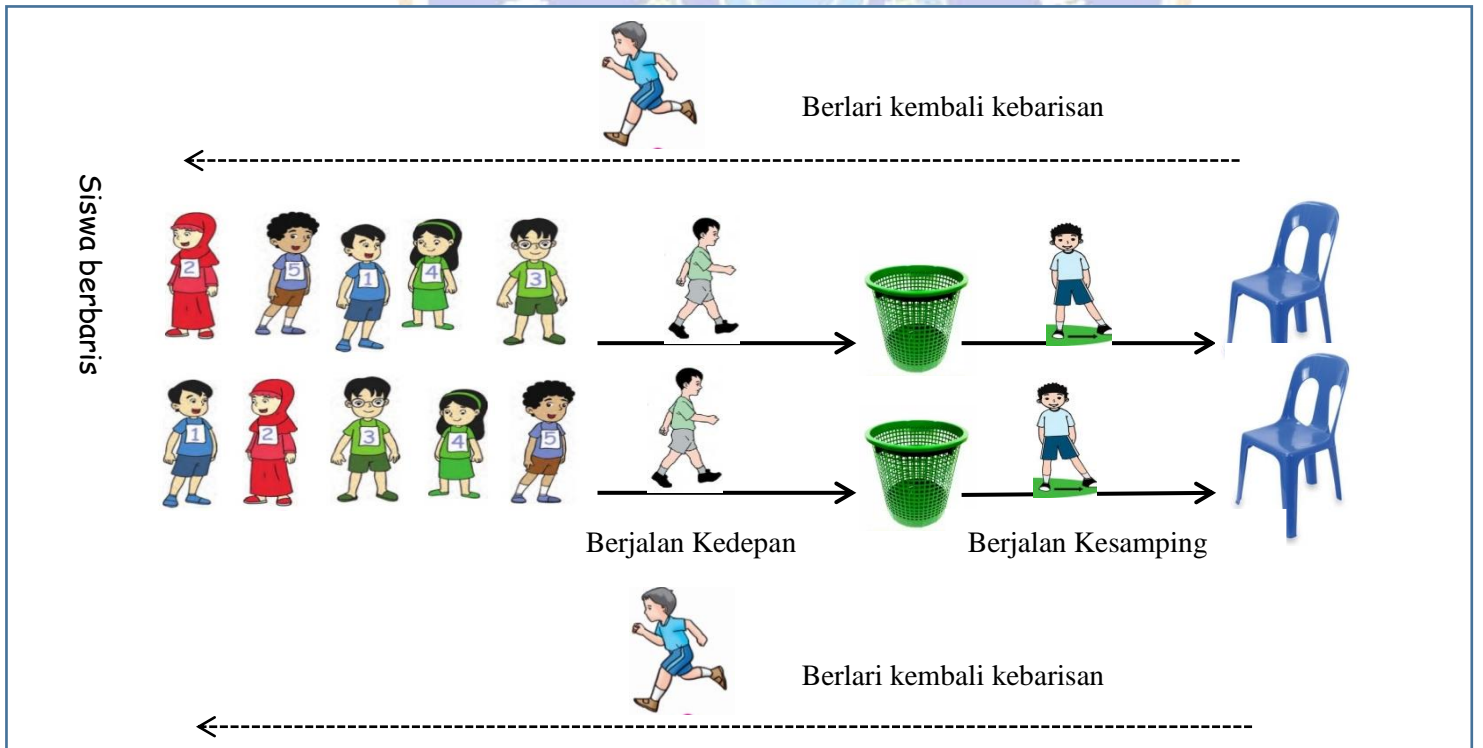 Berlari kembali kebarisan
Siswa berbaris
2 5 1 4 3
1 2 3 4 5
Berjalan Kedepan
Berjalan Kesamping
Berlari kembali kebarisan